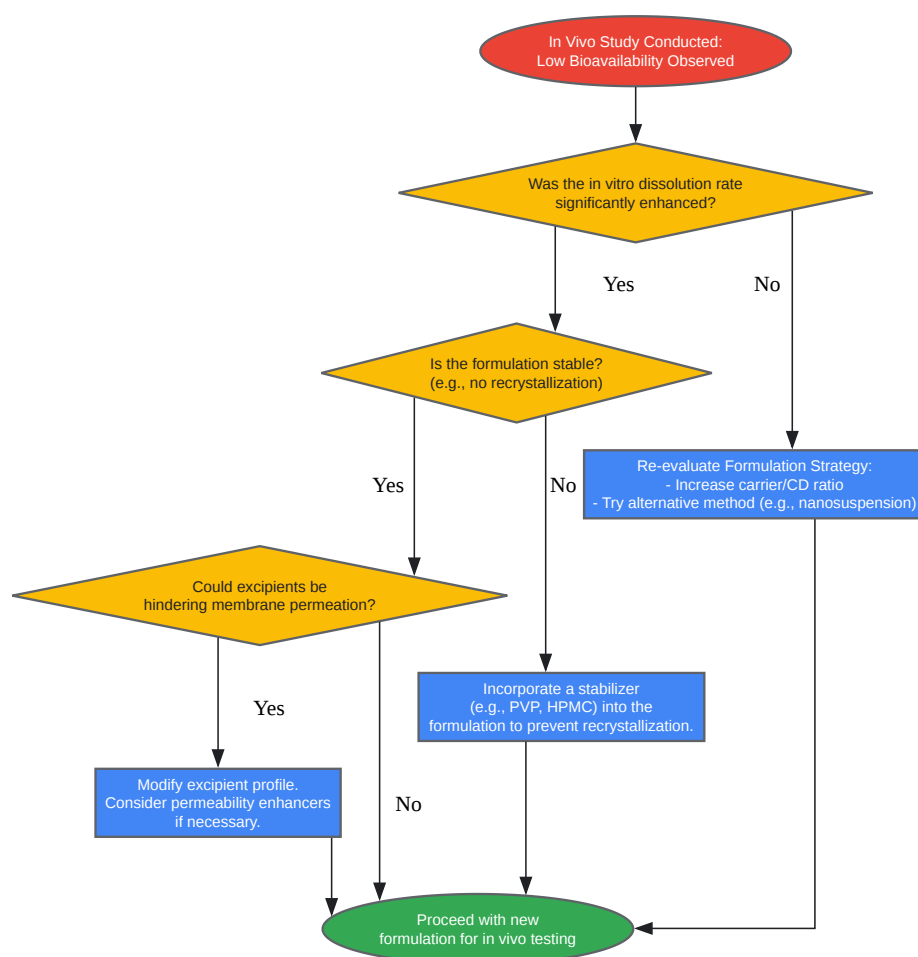 In Vivo Study Conducted:
Low Bioavailability Observed
Was the in vitro dissolution rate
significantly enhanced?
Yes
No
Is the formulation stable?
(e.g., no recrystallization)
Yes
No
Re-evaluate Formulation Strategy:
- Increase carrier/CD ratio
- Try alternative method (e.g., nanosuspension)
Could excipients be
hindering membrane permeation?
Yes
No
Incorporate a stabilizer
(e.g., PVP, HPMC) into the
formulation to prevent recrystallization.
Modify excipient profile.
Consider permeability enhancers
if necessary.
Proceed with new
formulation for in vivo testing